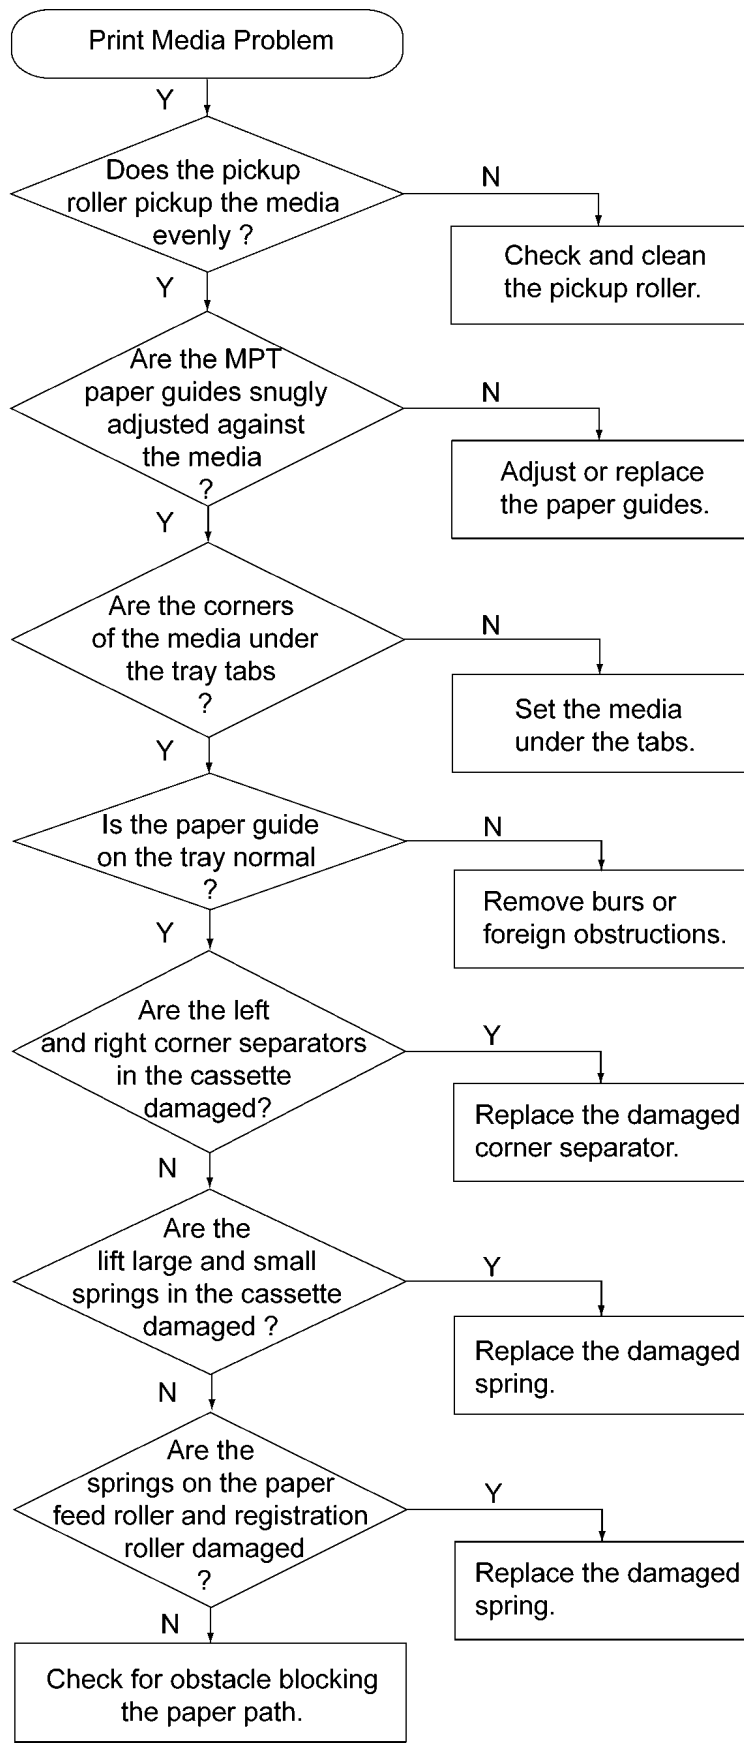 Print Media Problem
Y
Does the pickup
roller pickup the media
evenly ?
N
Check and clean
the pickup roller.
Y
Are the MPT
paper guides snugly
adjusted against
the media
?
N
Adjust or replace
the paper guides.
Y
Are the corners
of the media under
the tray tabs
?
N
Set the media
under the tabs.
Y
Is the paper guide
on the tray normal
?
N
Remove burs or
foreign obstructions.
Y
Are the left
and right corner separators
in the cassette
damaged?
Y
Replace the damaged
corner separator.
N
Are the
lift large and small
springs in the cassette
damaged ?
Y
Replace the damaged
spring.
N
Are the
springs on the paper
feed roller and registration
roller damaged
?
Y
Replace the damaged
spring.
N
Check for obstacle blocking
the paper path.